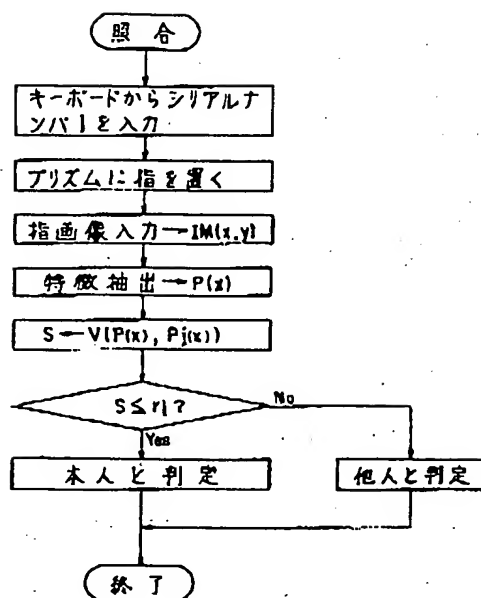 照合
キーボードからシリアルナ
ンバjを入力
プリズムに指を置く
指画像入力→IM(x,y)
特徴抽出→P(x)
S←V(P(x), Pj(x))
S≤r1?
No
Yes
本人と判定
他人と判定
終了